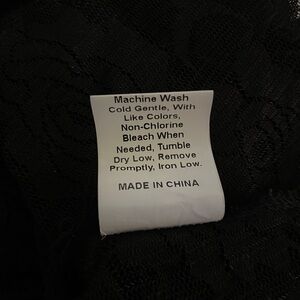 Machine Wash
Cold Gentle, With
Like Colors,
Non-Chlorine
Bleach When
Needed, Tumble
Dry Low, Remove
Promptly, Iron Low.
MADE IN CHINA